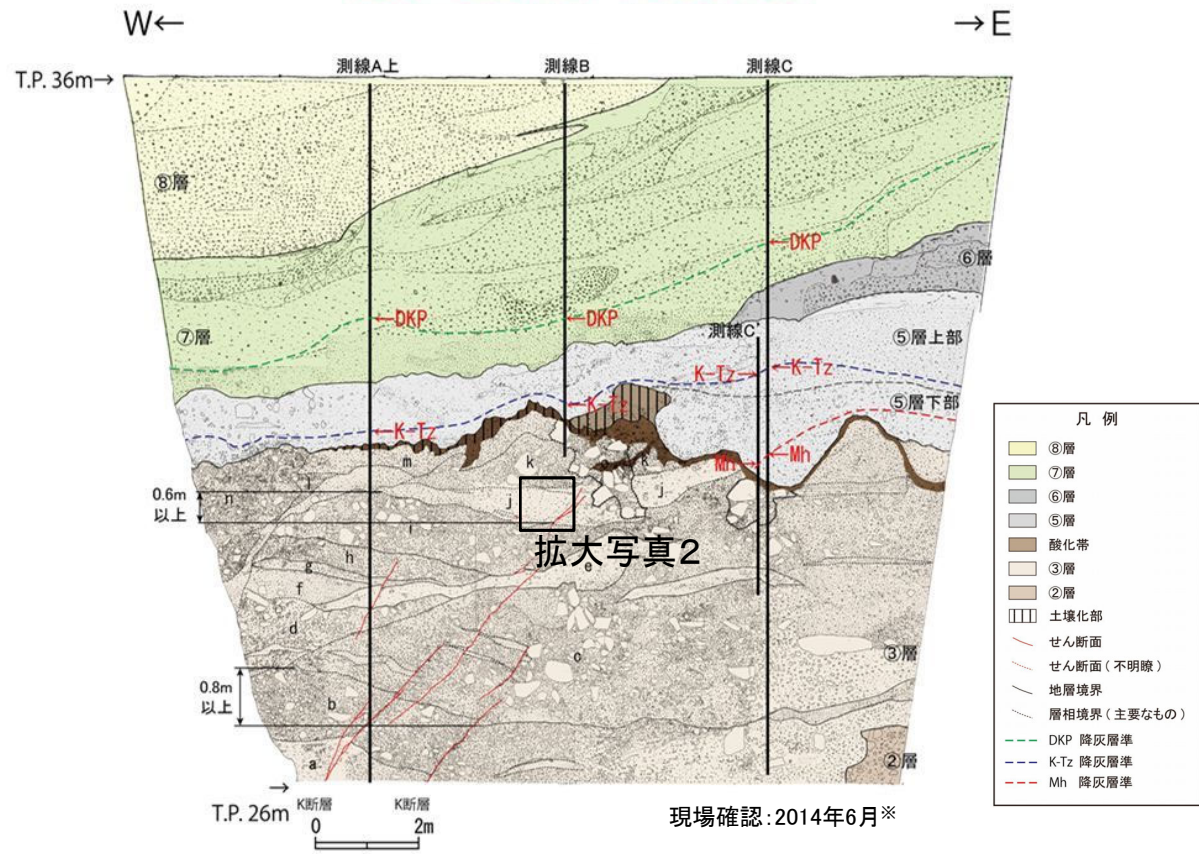 W←
→E
T.P. 36m→
測線A上
測線B
測線C
⑧層
←DKP
⑥層
←DKP
←DKP
⑦層
測線C'
⑤層上部
K-Tz→
←K-Tz
⑤層下部
←K-Tz
←K-Tz
Mh→
←Mh
m
k
k
l
n
j
j
0.6m
以上
拡大写真2
i
h
g
e
f
d
c
③層
0.8m
以上
b
a
②層
T.P. 26m
→
K断層
K断層
0
2m
現場確認:2014年6月※
凡 例
⑧層
⑦層
⑥層
⑤層
酸化帯
③層
②層
土壌化部
せん断面
せん断面(不明瞭)
地層境界
層相境界(主要なもの)
DKP 降灰層準
K-Tz 降灰層準
Mh 降灰層準